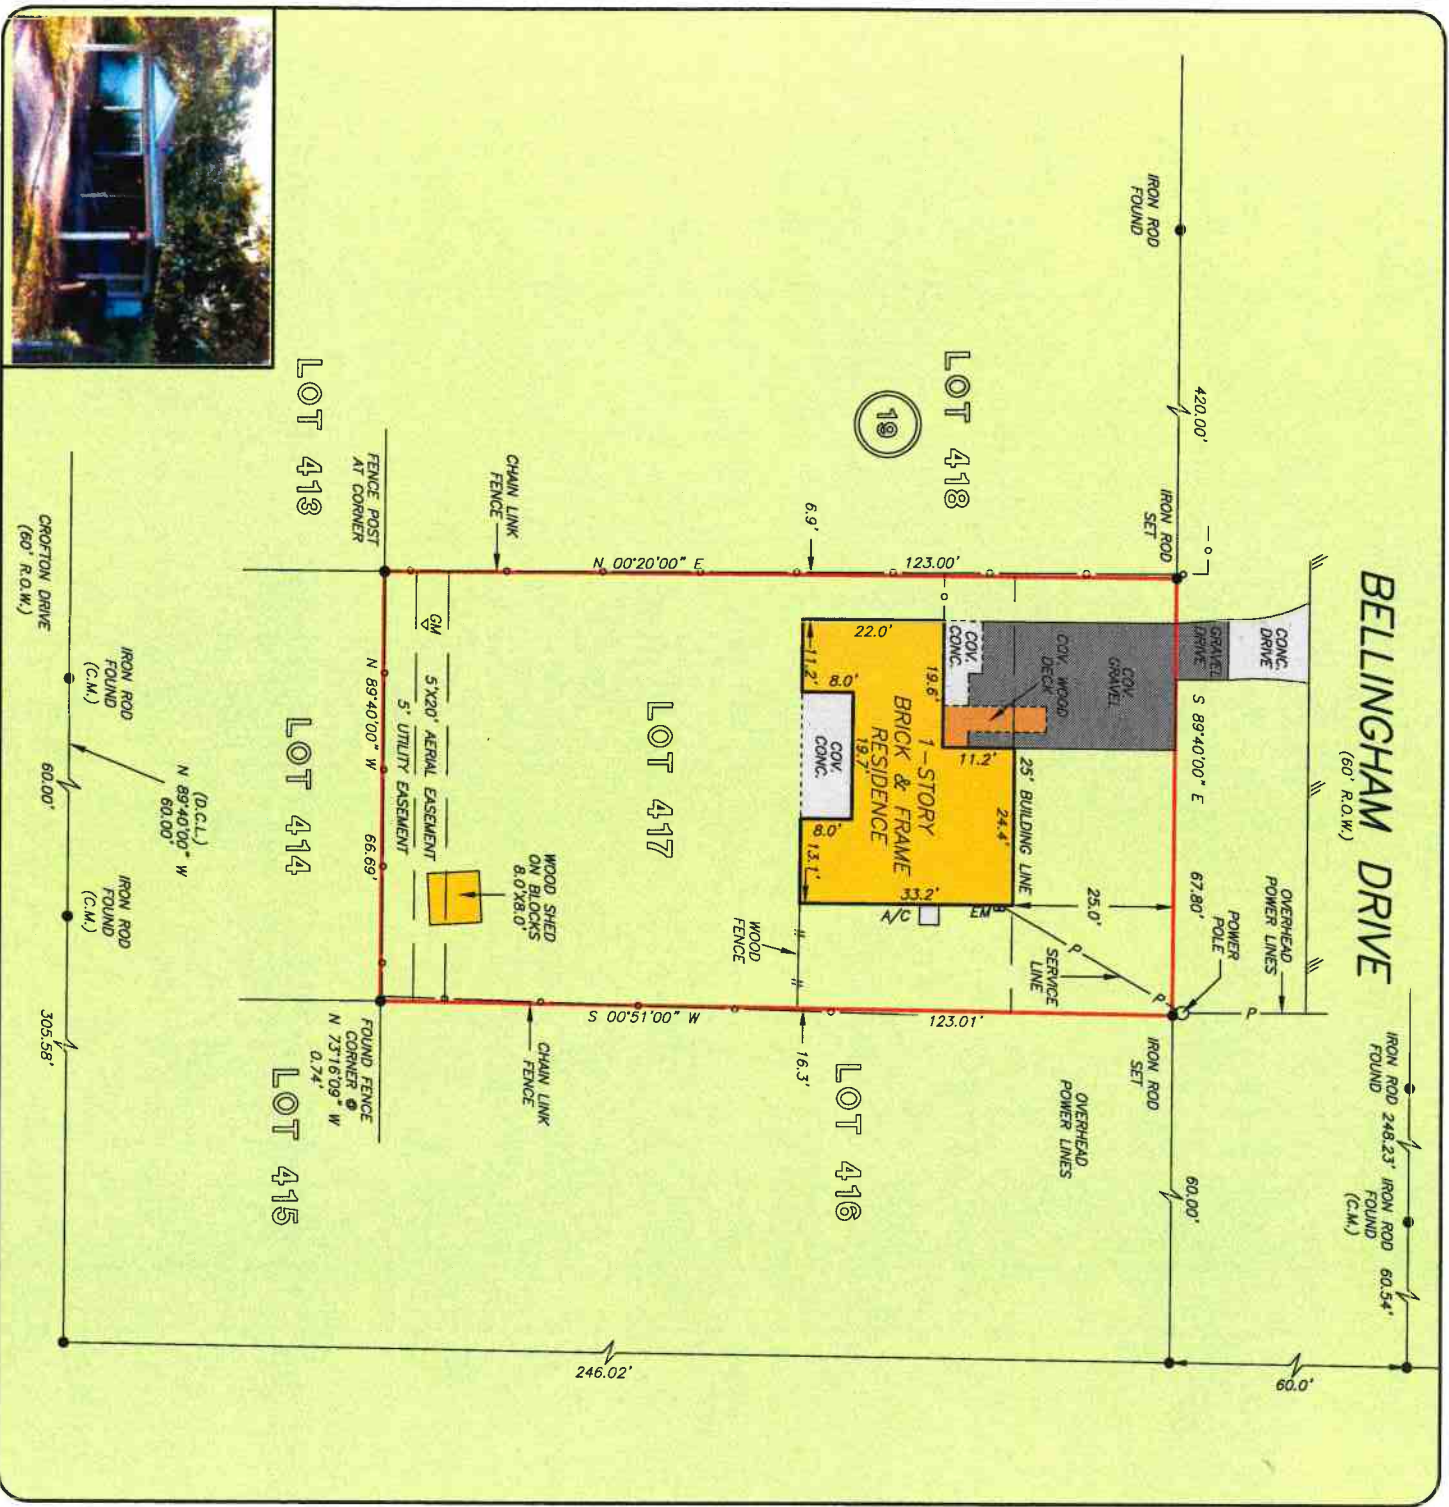 BELLINGHAM DRIVE
(60' R.O.W.)
IRON ROD
FOUND
248.23'
IRON ROD
FOUND
(C.M.)
60.54'
60.0'
CONC.
DRIVE
GRAVEL
DRIVE
OVERHEAD
POWER LINES
P
POWER
POLE
IRON ROD
FOUND
420.00'
IRON ROD
SET
S 89°40'00" E
67.80'
IRON ROD
SET
60.00'
OVERHEAD
POWER LINES
COV.
GRAVEL
COV. WOOD
DECK
COV.
CONC.
25' BUILDING LINE
25.0'
P
P
SERVICE
LINE
EM
A/C
LOT 418
19
123.00'
N 00°20'00" E
6.9'
22.0'
19.6'
11.2'
24.4'
33.2'
1-STORY
BRICK & FRAME
RESIDENCE
11.2'
8.0'
19.7'
COV.
CONC.
8.0'
13.1'
WOOD
FENCE
16.3'
123.01'
S 00°51'00" W
LOT 416
LOT 417
CHAIN LINK
FENCE
CHAIN LINK
FENCE
WOOD SHED
ON BLOCKS
8.0'X8.0'
GM
5'X20' AERIAL EASEMENT
5' UTILITY EASEMENT
FENCE POST
AT CORNER
N 89°40'00" W
66.69'
FOUND FENCE
CORNER @
N 73°16'09" W
0.74'
LOT 413
LOT 414
LOT 415
246.02'
(D.C.L.)
N 89°40'00" W
60.00'
IRON ROD
FOUND
(C.M.)
IRON ROD
FOUND
(C.M.)
60.00'
305.58'
CROFTON DRIVE
(60' R.O.W.)